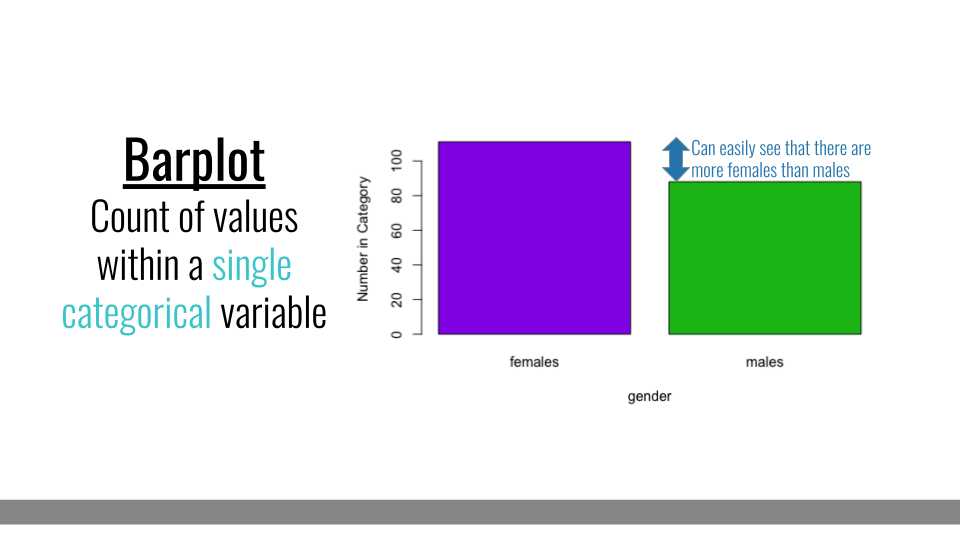 Barplot
Count of values
within a single
categorical variable
Number in Category
100
80
60
40
20
0
Can easily see that there are
more females than males
females
males
gender